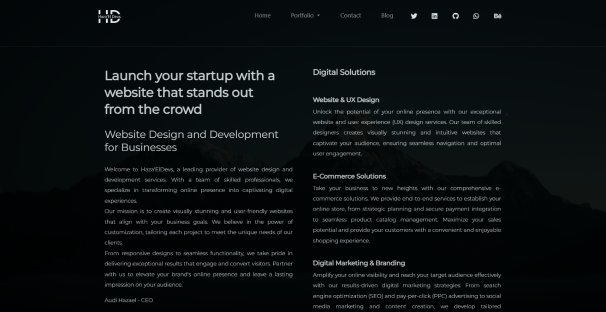 HD
Haza'El Devs
Home
Portfolio
Contact
Blog
Bē
Launch your startup with a
website that stands out
from the crowd
Website Design and Development
for Businesses
Welcome to Haza'ElDevs, a leading provider of website design and
development services. With a team of skilled professionals, we
specialize in transforming online presence into captivating digital
experiences.
Our mission is to create visually stunning and user-friendly websites
that align with your business goals. We believe in the power of
customization, tailoring each project to meet the unique needs of our
clients.
From responsive designs to seamless functionality, we take pride in
delivering exceptional results that engage and convert visitors. Partner
with us to elevate your brand's online presence and leave a lasting
impression on your audience.
Audi Hazael - CEO
Digital Solutions
Website & UX Design
Unlock the potential of your online presence with our exceptional
website and user experience (UX) design services. Our team of skilled
designers creates visually stunning and intuitive websites that
captivate your audience, ensuring seamless navigation and optimal
user engagement.
E-Commerce Solutions
Take your business to new heights with our comprehensive e-
commerce solutions. We provide end-to-end services to establish your
online store, from strategic planning and secure payment integration
to seamless product catalog management. Maximize your sales
potential and provide your customers with a convenient and enjoyable
shopping experience.
Digital Marketing & Branding
Amplify your online visibility and reach your target audience effectively
with our results-driven digital marketing strategies. From search
engine optimization (SEO) and pay-per-click (PPC) advertising to social
media marketing and content creation, we develop tailored